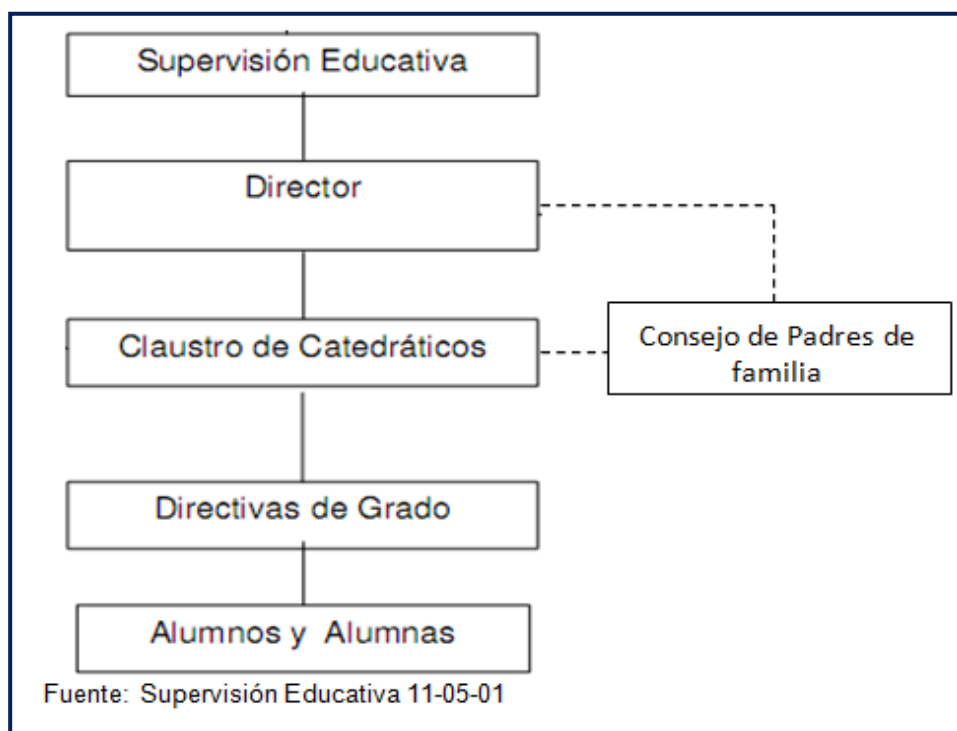 Supervisión Educativa
Director
Claustro de Catedráticos
Consejo de Padres de
familia
Directivas de Grado
Alumnos y Alumnas
Fuente: Supervisión Educativa 11-05-01